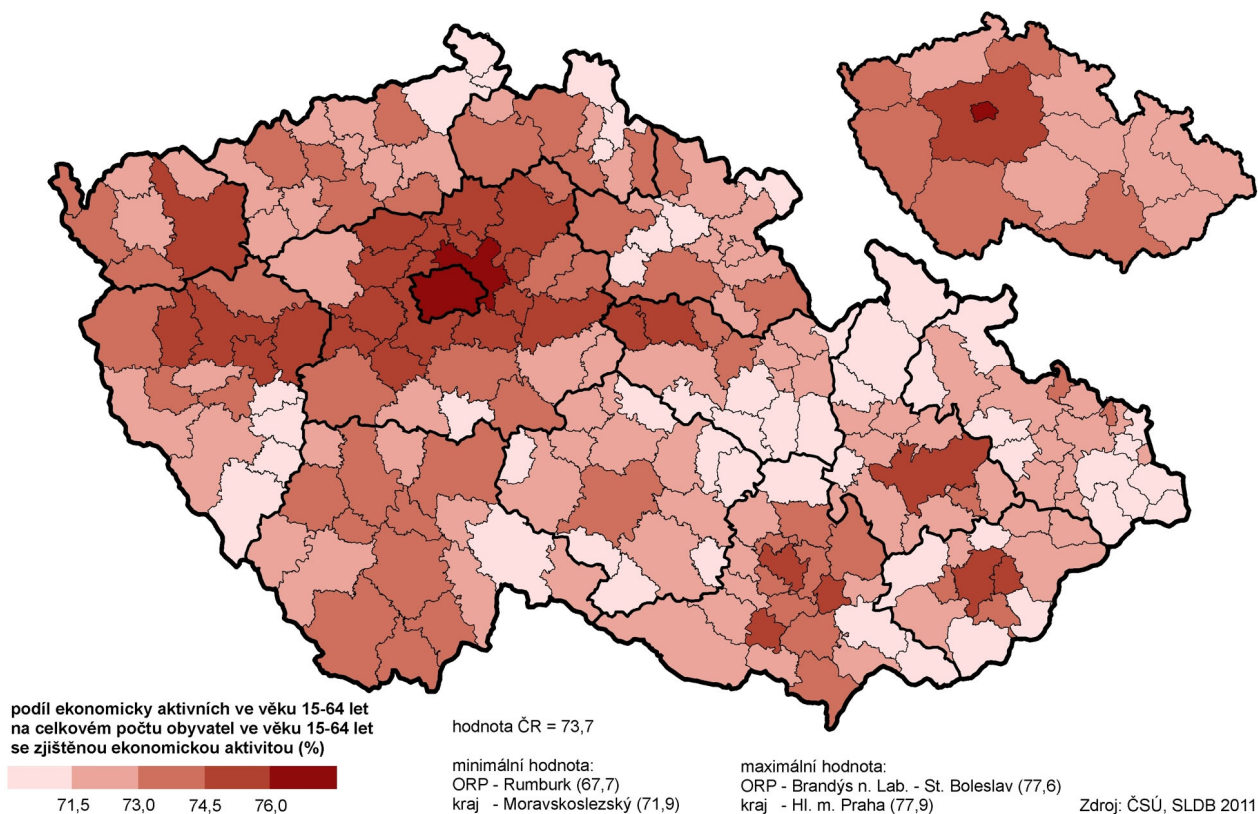 podíl ekonomicky aktivních ve věku 15-64 let
na celkovém počtu obyvatel ve věku 15-64 let
se zjištěnou ekonomickou aktivitou (%)
71,5 73,0 74,5 76,0
hodnota ČR = 73,7
minimální hodnota:
ORP - Rumburk (67,7)
kraj - Moravskoslezský (71,9)
maximální hodnota:
ORP - Brandýs n. Lab. - St. Boleslav (77,6)
kraj - Hl. m. Praha (77,9)
Zdroj: ČSÚ, SLDB 2011